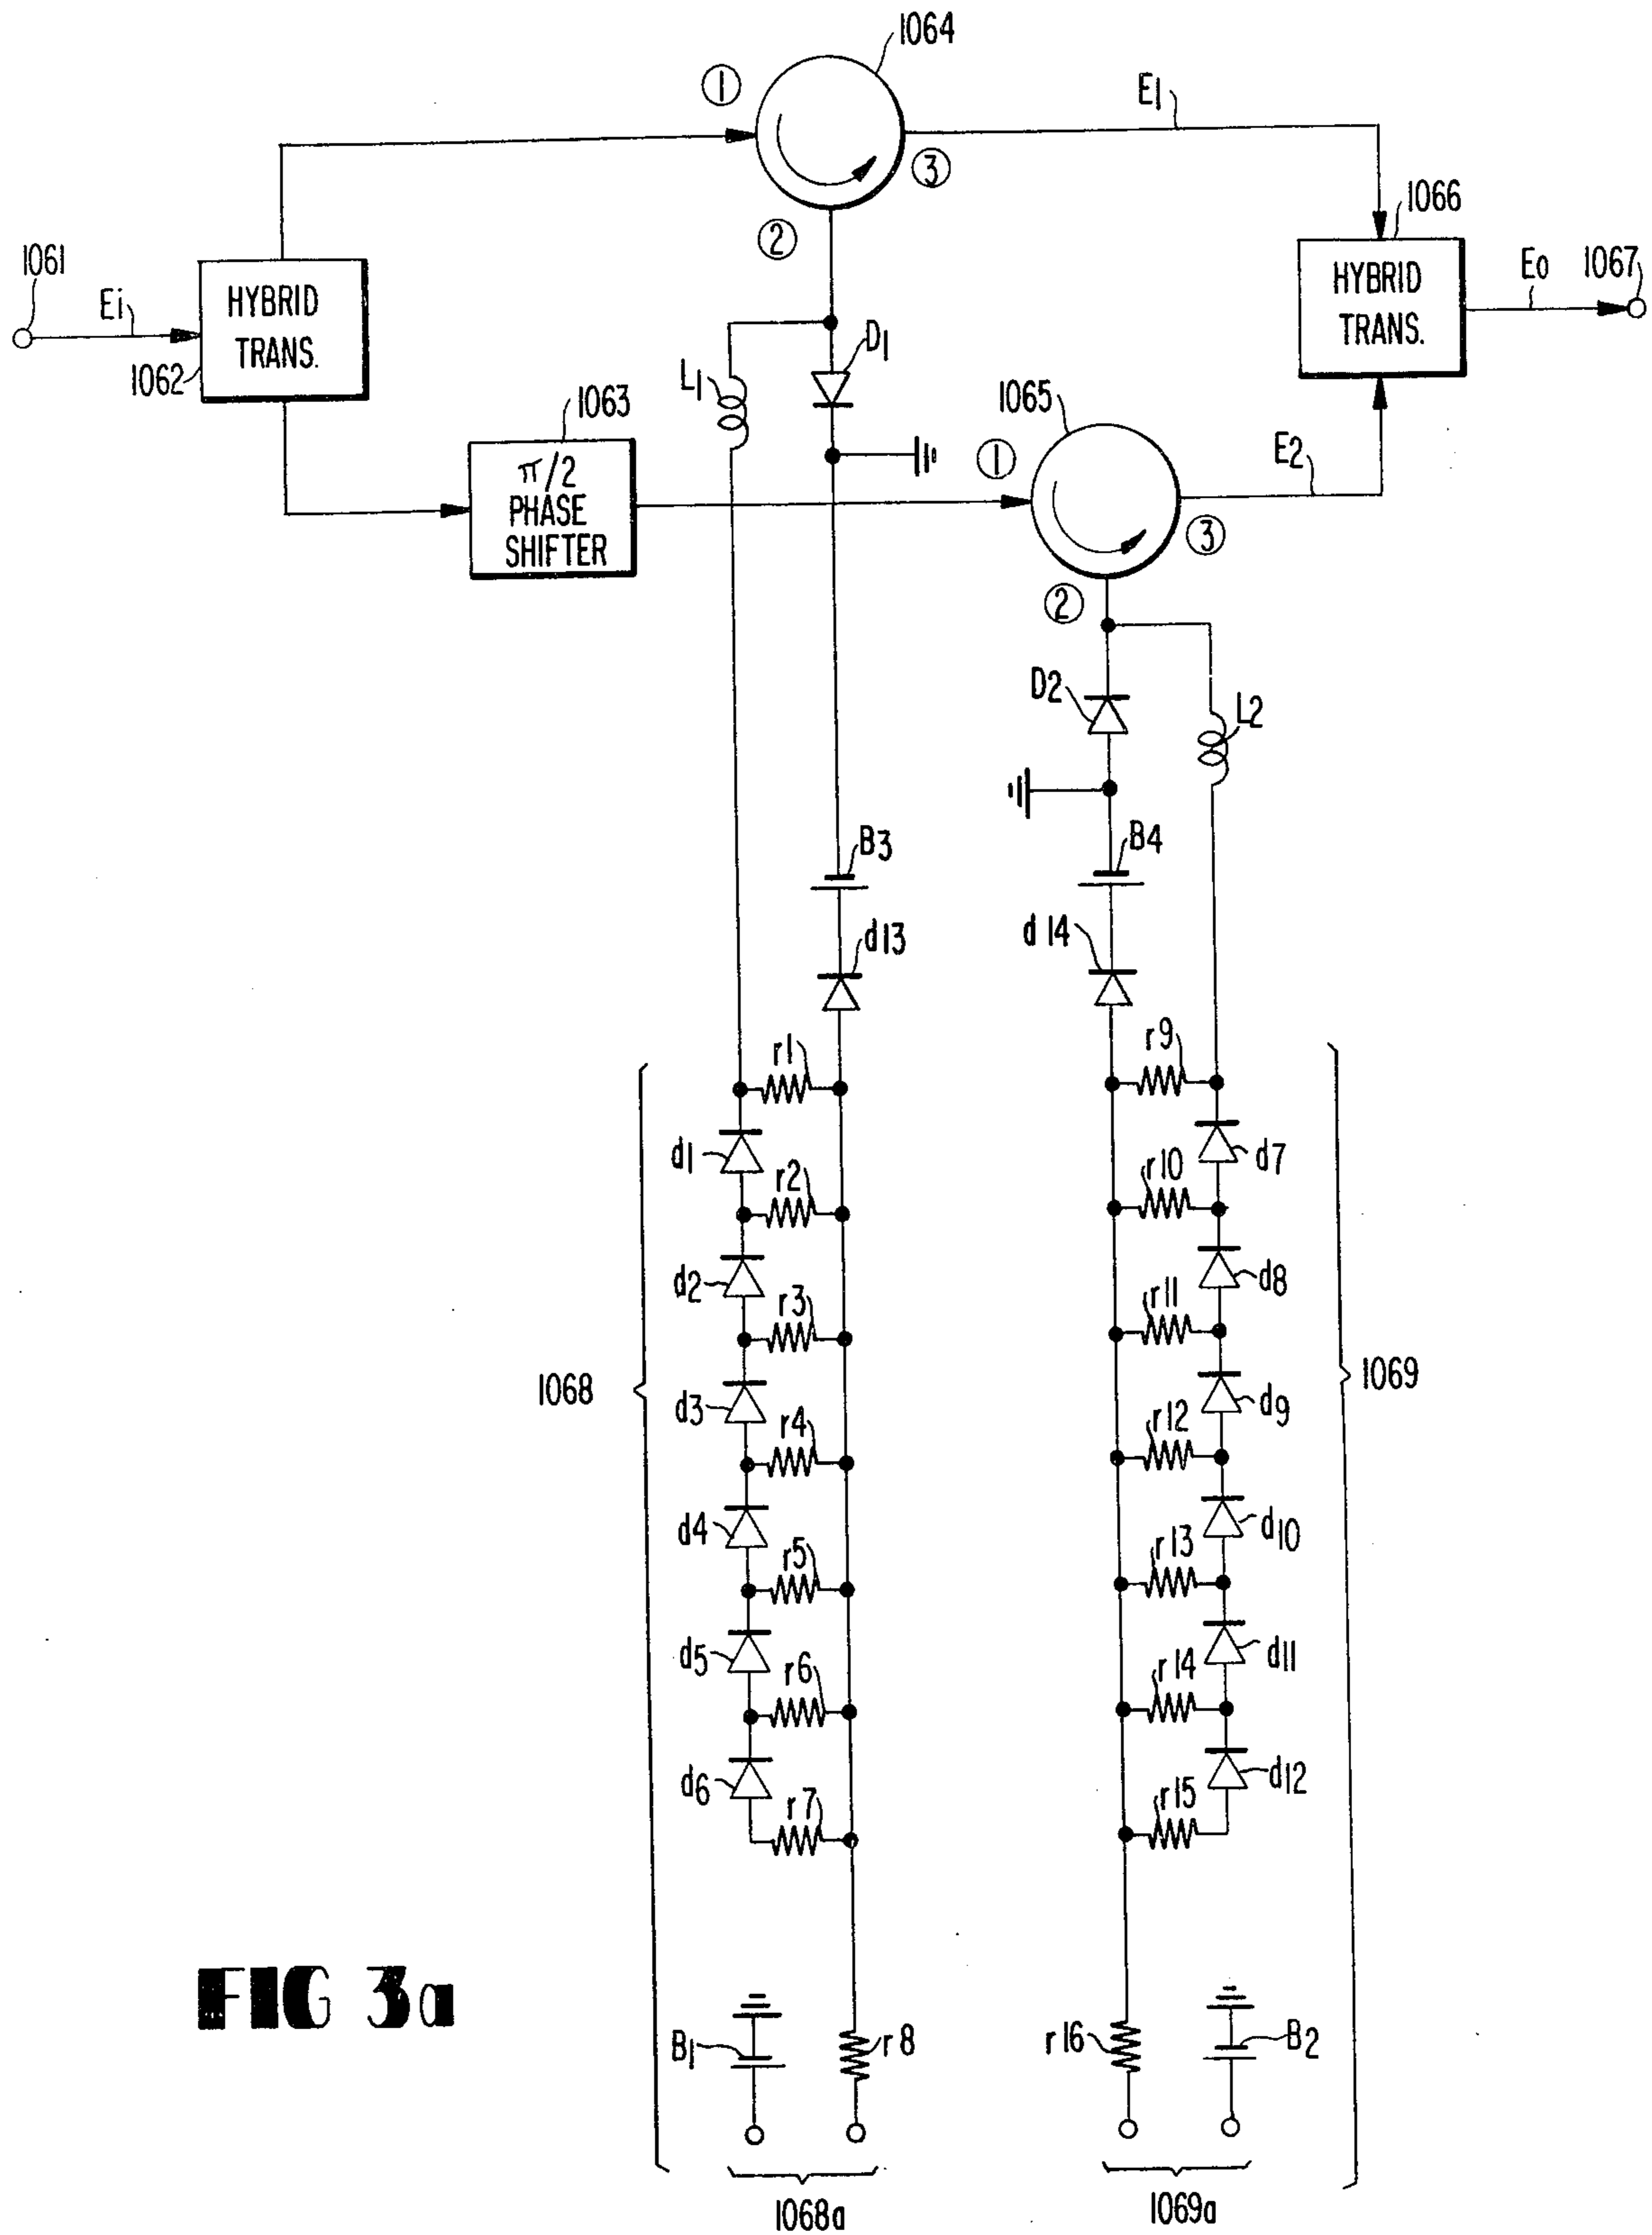 1064
①
E1
③
1066
②
1061
Ei
HYBRID
TRANS.
1062
HYBRID
TRANS.
Eo
1067
D1
L1
1063
1065
π/2
PHASE
SHIFTER
①
E2
③
②
D2
L2
B3
B4
d13
d14
r1
r9
d1
d7
r2
r10
d2
d8
r3
r11
1068
1069
d3
d9
r4
r12
d4
d10
r5
r13
d5
d11
r6
r14
d6
d12
r7
r15
FIG 3a
B1
r8
r16
B2
1068a
1069a